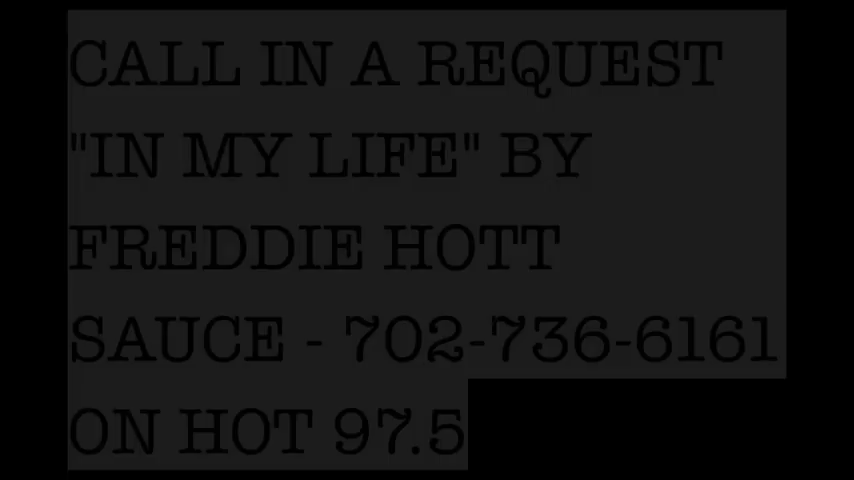 CALL IN A REQUEST
"IN MY LIFE" BY
FREDDIE HOTT
SAUCE - 702-736-6161
ON HOT 97.5